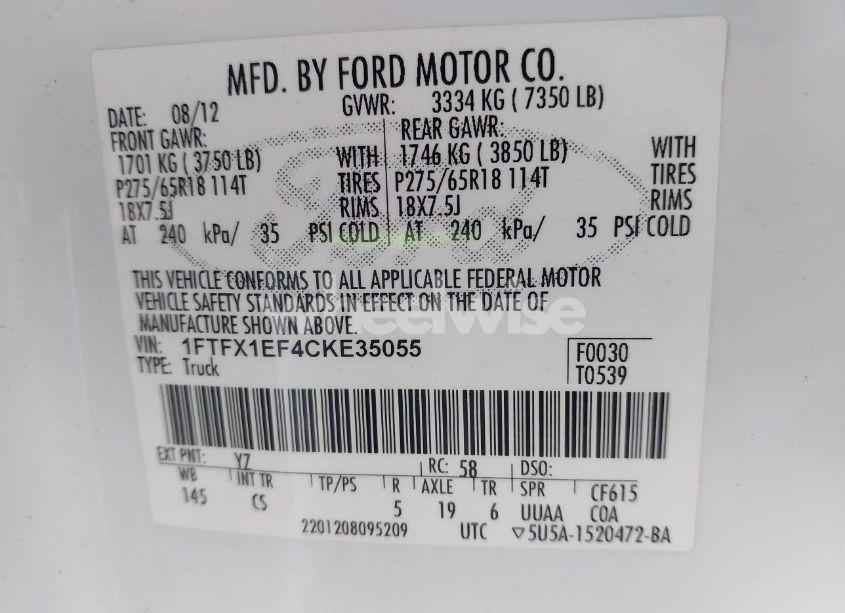 MFD. BY FORD MOTOR CO.
DATE: 08/12 GVWR: 3334 KG ( 7350 LB)
FRONT GAWR: REAR GAWR:
1701 KG ( 3750 LB) WITH 1746 KG ( 3850 LB) WITH
P275/65R18 114T TIRES P275/65R18 114T TIRES
18X7.5J RIMS 18X7.5J RIMS
AT 240 kPa/ 35 PSI COLD AT 240 kPa/ 35 PSI COLD
THIS VEHICLE CONFORMS TO ALL APPLICABLE FEDERAL MOTOR
VEHICLE SAFETY STANDARDS IN EFFECT ON THE DATE OF
MANUFACTURE SHOWN ABOVE.
VIN: 1FTFX1EF4CKE35055 F0030
TYPE: Truck T0539
EXT PNT: YZ RC: 58 DSO:
WB INT TR TP/PS R AXLE TR SPR CF615
145 CS 5 19 6 UUAA COA
2201208095209 UTC ▽5U5A-1520472-BA